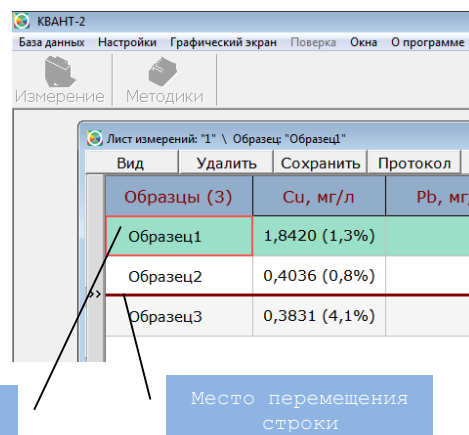 КВАНТ-2
База данных Настройки Графический экран Поверка Окна О программе
Измерение Методики
Лист измерений: "1" \ Образец: "Образец1"
Вид Удалить Сохранить Протокол
Образцы (3) Cu, мг/л Pb, мг/
Образец1 1,8420 (1,3%)
Образец2 0,4036 (0,8%)
>>
Образец3 0,3831 (4,1%)
Место перемещения
строки